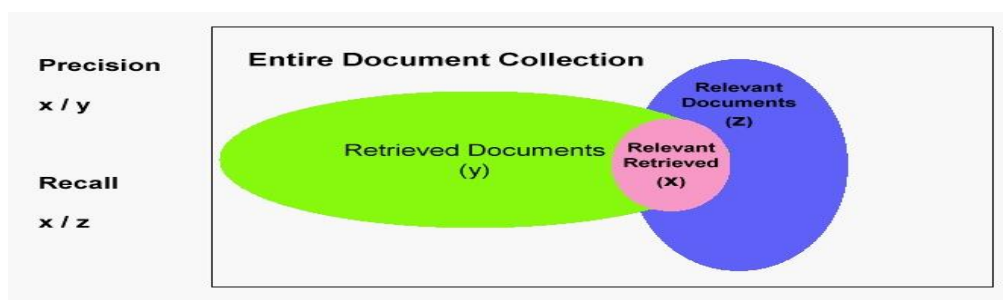 Precision
x / y
Recall
x / z
Entire Document Collection
Retrieved Documents
(y)
Relevant
Retrieved
(x)
Relevant
Documents
(z)